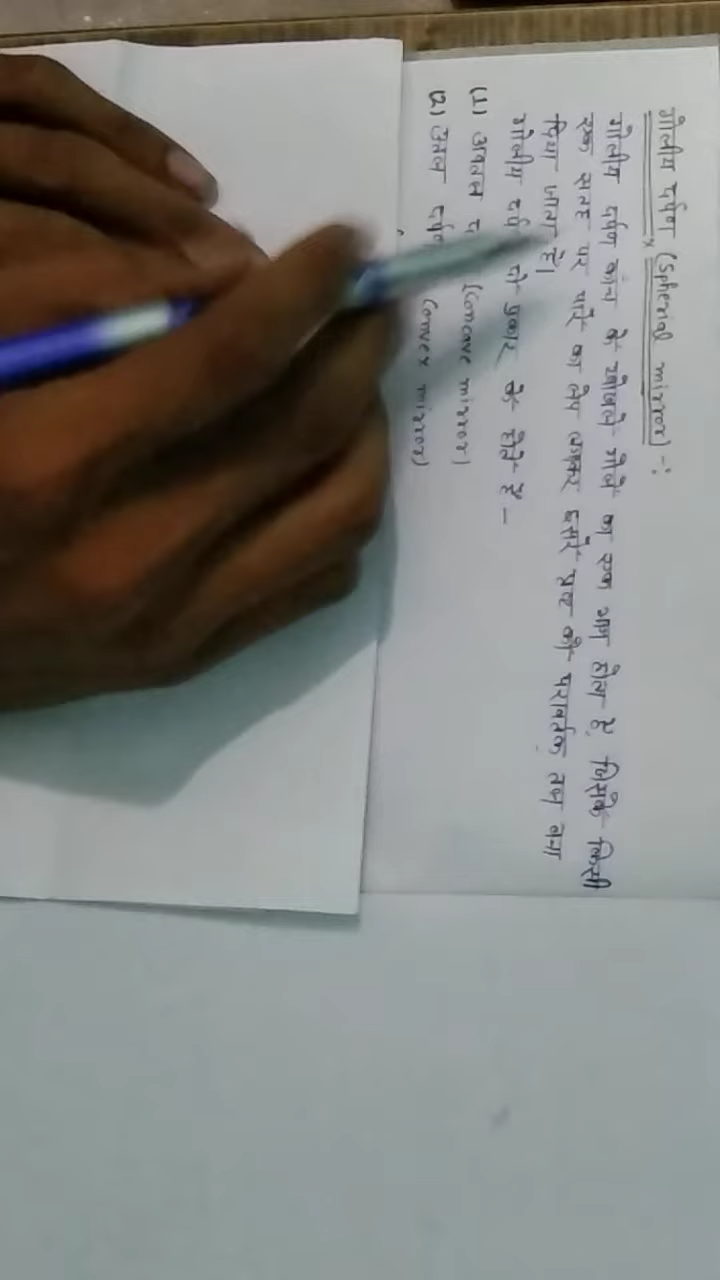 गोलीय दर्पण (Spherial mirror) -:
गोलीय दर्पण कांच के खोखले गोले का एक भाग होता है, जिसके किसी
एक सतह पर पारे का लेप लगाकर दूसरे पृष्ठ को परावर्तक तल बना
दिया जाता है।
गोलीय दो प्रकार के होते हैं –
(1) अवतल (Concave mirror)
(2) उत्तल दर्पण (Convex mirror)